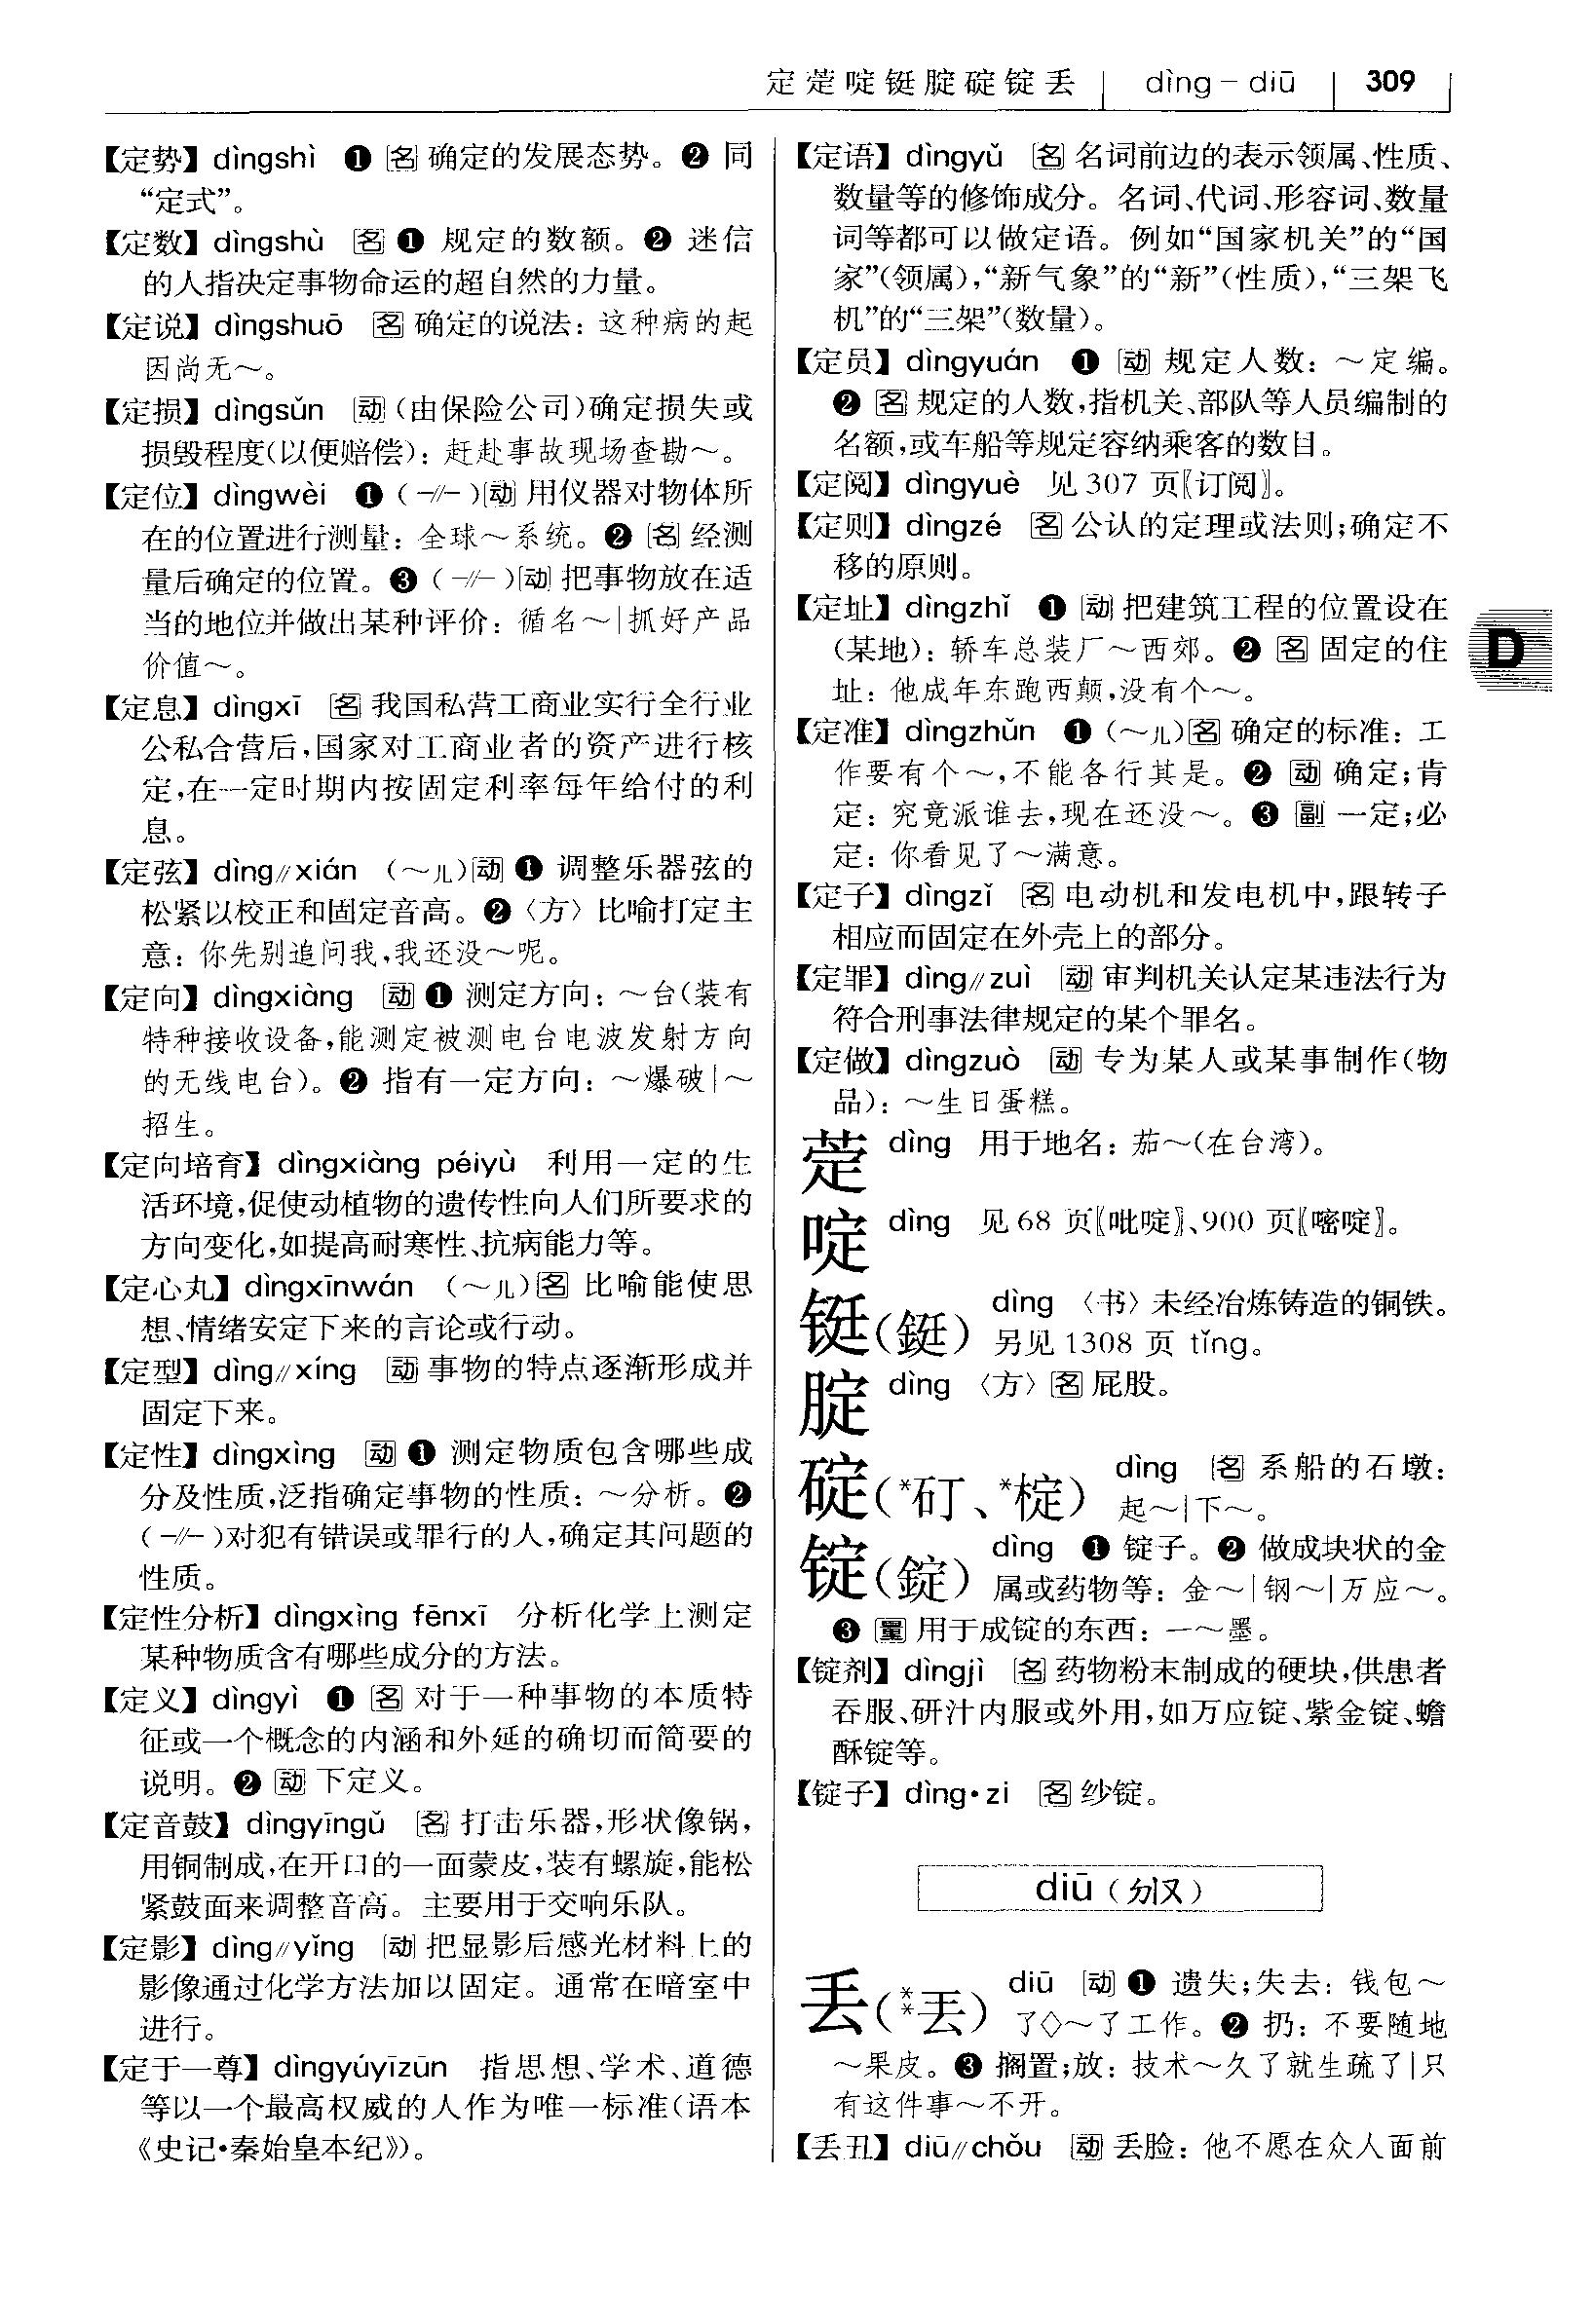 定萣啶铤腚碇锭丢 dìng－diū 309
【定势】dìngshì ❶ 名 确定的发展态势。❷ 同
“定式”。
【定数】dìngshù 名 ❶ 规定的数额。❷ 迷信
的人指决定事物命运的超自然的力量。
【定说】dìngshuō 名 确定的说法：这种病的起
因尚无～。
【定损】dìngsǔn 动（由保险公司）确定损失或
损毁程度（以便赔偿）：赶赴事故现场查勘～。
【定位】dìngwèi ❶（-//-）动 用仪器对物体所
在的位置进行测量：全球～系统。❷ 名 经测
量后确定的位置。❸（-//-）动 把事物放在适
当的地位并做出某种评价：循名～|抓好产品
价值～。
【定息】dìngxī 名 我国私营工商业实行全行业
公私合营后，国家对工商业者的资产进行核
定，在一定时期内按固定利率每年给付的利
息。
【定弦】dìng//xián （～儿）动 ❶ 调整乐器弦的
松紧以校正和固定音高。❷〈方〉比喻打定主
意：你先别追问我，我还没～呢。
【定向】dìngxiàng 动 ❶ 测定方向：～台（装有
特种接收设备，能测定被测电台电波发射方向
的无线电台）。❷ 指有一定方向：～爆破|～
招生。
【定向培育】dìngxiàng péiyù 利用一定的生
活环境，促使动植物的遗传性向人们所要求的
方向变化，如提高耐寒性、抗病能力等。
【定心丸】dìngxīnwán （～儿）名 比喻能使思
想、情绪安定下来的言论或行动。
【定型】dìng//xíng 动 事物的特点逐渐形成并
固定下来。
【定性】dìngxìng 动 ❶ 测定物质包含哪些成
分及性质，泛指确定事物的性质：～分析。❷
（-//-）对犯有错误或罪行的人，确定其问题的
性质。
【定性分析】dìngxìng fēnxī 分析化学上测定
某种物质含有哪些成分的方法。
【定义】dìngyì ❶ 名 对于一种事物的本质特
征或一个概念的内涵和外延的确切而简要的
说明。❷ 动 下定义。
【定音鼓】dìngyīngǔ 名 打击乐器，形状像锅，
用铜制成，在开口的一面蒙皮，装有螺旋，能松
紧鼓面来调整音高。主要用于交响乐队。
【定影】dìng//yǐng 动 把显影后感光材料上的
影像通过化学方法加以固定。通常在暗室中
进行。
【定于一尊】dìngyúyīzūn 指思想、学术、道德
等以一个最高权威的人作为唯一标准（语本
《史记•秦始皇本纪》）。
【定语】dìngyǔ 名 名词前边的表示领属、性质、
数量等的修饰成分。名词、代词、形容词、数量
词等都可以做定语。例如“国家机关”的“国
家”（领属），“新气象”的“新”（性质），“三架飞
机”的“三架”（数量）。
【定员】dìngyuán ❶ 动 规定人数：～定编。
❷ 名 规定的人数，指机关、部队等人员编制的
名额，或车船等规定容纳乘客的数目。
【定阅】dìngyuè 见 307 页〖订阅〗。
【定则】dìngzé 名 公认的定理或法则；确定不
移的原则。
【定址】dìngzhǐ ❶ 动 把建筑工程的位置设在
（某地）：轿车总装厂～西郊。❷ 名 固定的住
址：他成年东跑西颠，没有个～。
【定准】dìngzhǔn ❶（～儿）名 确定的标准：工
作要有个～，不能各行其是。❷ 动 确定；肯
定：究竟派谁去，现在还没～。❸ 副 一定；必
定：你看见了～满意。
【定子】dìngzǐ 名 电动机和发电机中，跟转子
相应而固定在外壳上的部分。
【定罪】dìng//zuì 动 审判机关认定某违法行为
符合刑事法律规定的某个罪名。
【定做】dìngzuò 动 专为某人或某事制作（物
品）：～生日蛋糕。
萣 dìng 用于地名：茄～（在台湾）。
啶 dìng 见 68 页〖吡啶〗、900 页〖嘧啶〗。
铤（鋌） dìng 〈书〉未经冶炼铸造的铜铁。
另见 1308 页 tǐng。
腚 dìng 〈方〉名 屁股。
碇（*矴、*椗） dìng 名 系船的石墩：
起～|下～。
锭（錠） dìng ❶ 锭子。❷ 做成块状的金
属或药物等：金～|钢～|万应～。
❸ 量 用于成锭的东西：一～墨。
【锭剂】dìngjì 名 药物粉末制成的硬块，供患者
吞服、研汁内服或外用，如万应锭、紫金锭、蟾
酥锭等。
【锭子】dìng•zi 名 纱锭。
D
diū（ㄉㄧㄡ）
丢（**丟） diū 动 ❶ 遗失；失去：钱包～
了◇～了工作。❷ 扔：不要随地
～果皮。❸ 搁置；放：技术～久了就生疏了|只
有这件事～不开。
【丢丑】diū//chǒu 动 丢脸：他不愿在众人面前